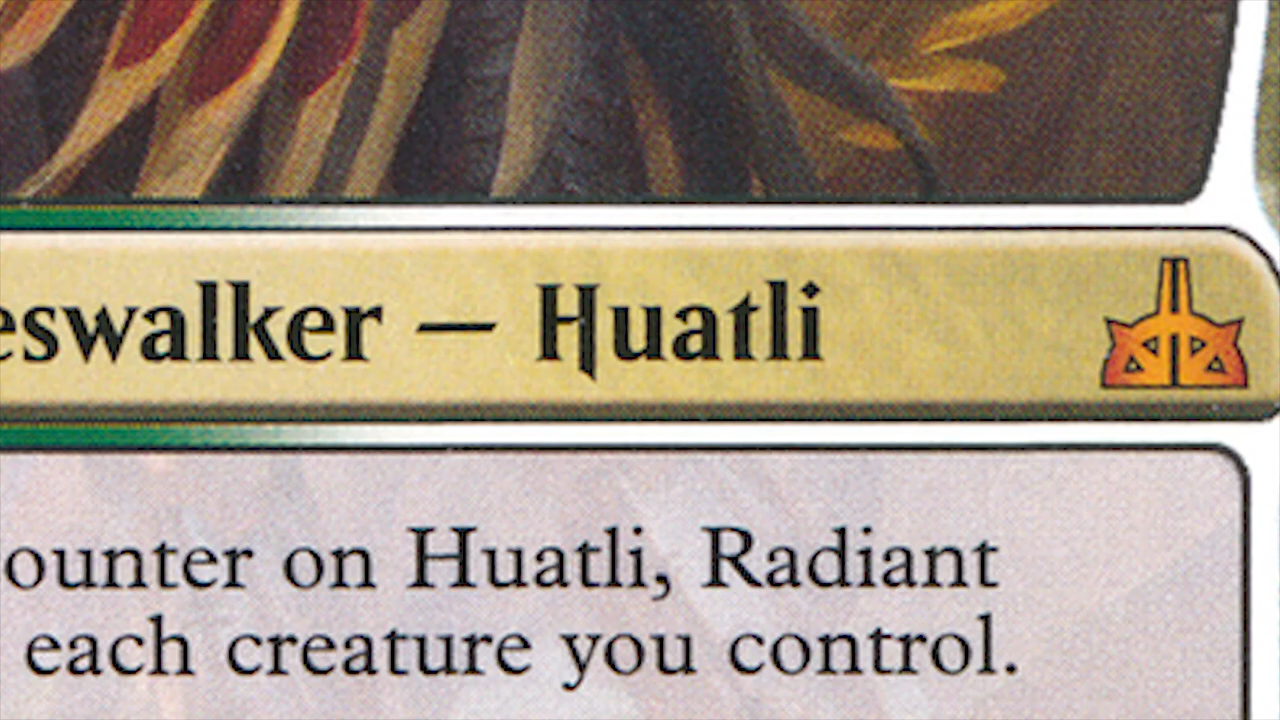 eswalker — Huatli
ounter on Huatli, Radiant
each creature you control.